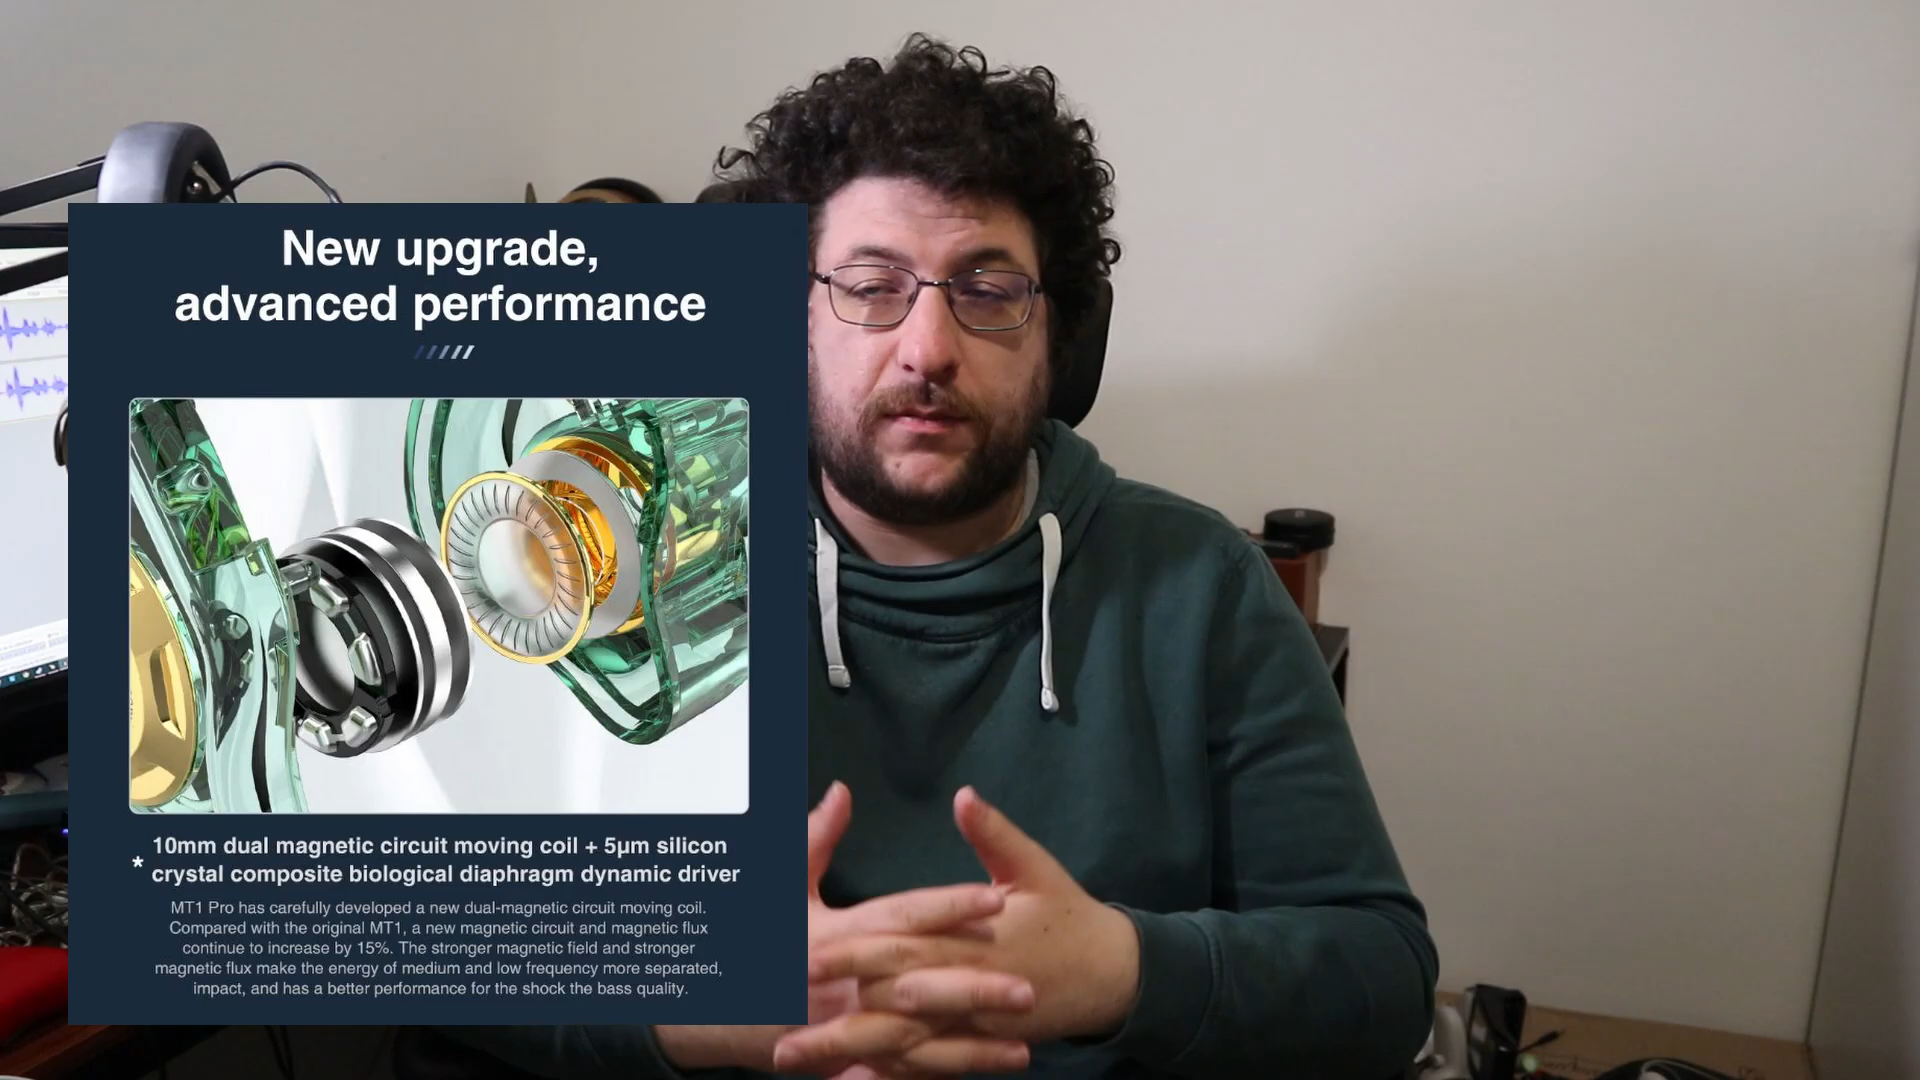 New upgrade,
advanced performance
10mm dual magnetic circuit moving coil + 5μm silicon
* crystal composite biological diaphragm dynamic driver
MT1 Pro has carefully developed a new dual-magnetic circuit moving coil.
Compared with the original MT1, a new magnetic circuit and magnetic flux
continue to increase by 15%. The stronger magnetic field and stronger
magnetic flux make the energy of medium and low frequency more separated,
impact, and has a better performance for the shock the bass quality.